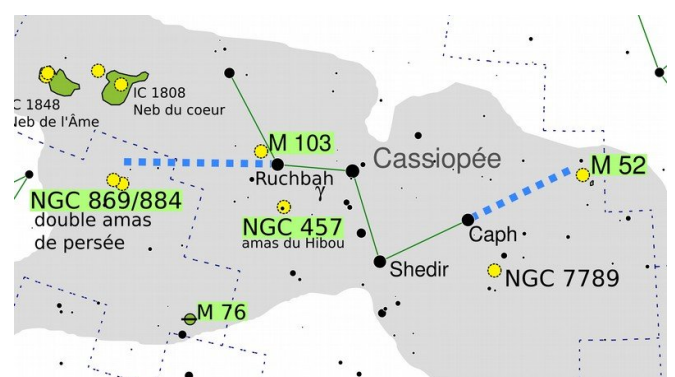 IC 1808
Neb du coeur
C 1848
Neb de l'Âme
M 103
Cassiopée
M 52
Ruchbah
γ
NGC 869/884
double amas
de persée
NGC 457
amas du Hibou
Caph
Shedir
NGC 7789
M 76